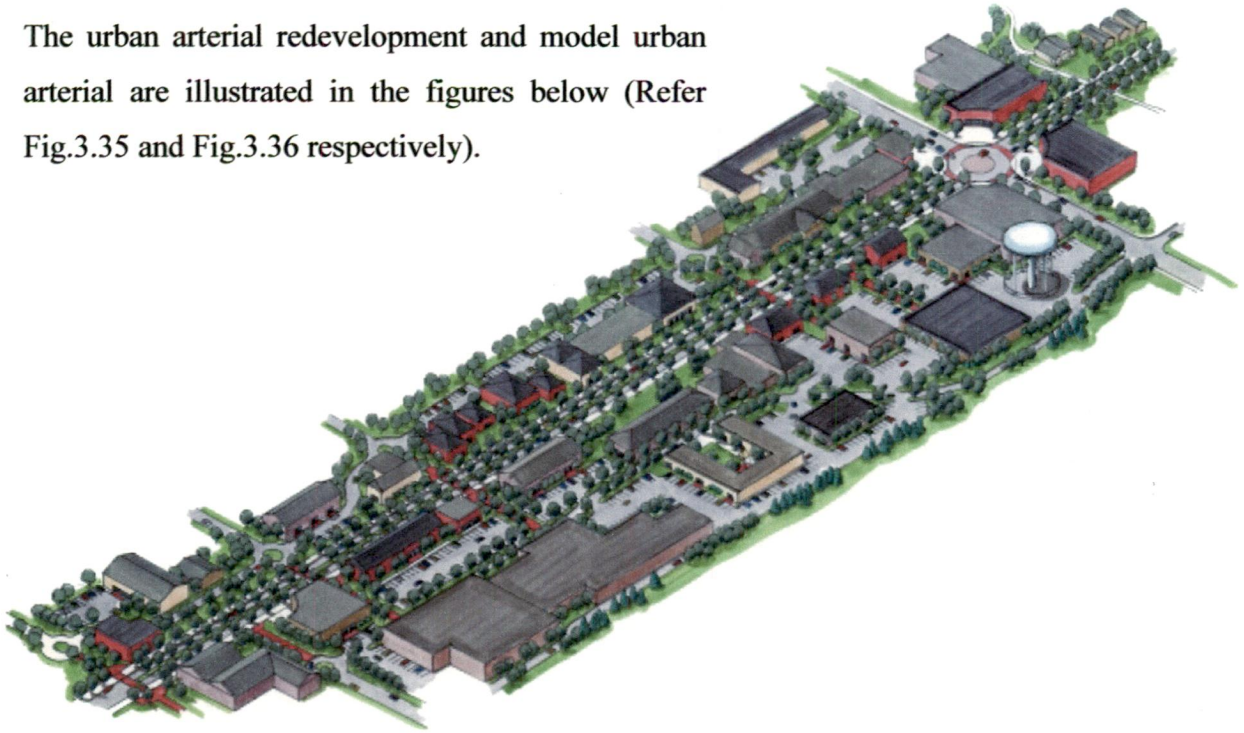 The urban arterial redevelopment and model urban
arterial are illustrated in the figures below (Refer
Fig.3.35 and Fig.3.36 respectively).